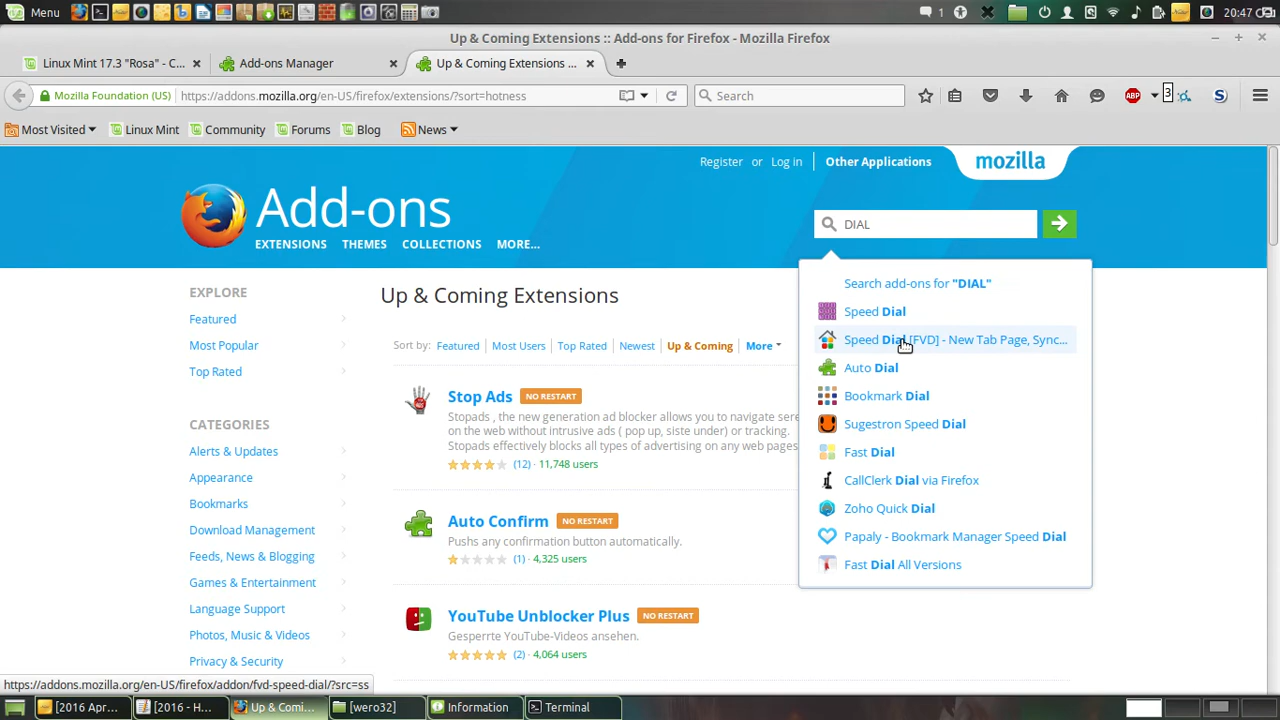 Menu
1
20:47
Up & Coming Extensions :: Add-ons for Firefox - Mozilla Firefox
Linux Mint 17.3 "Rosa" - C...
Add-ons Manager
Up & Coming Extensions ...
Mozilla Foundation (US)
https://addons.mozilla.org/en-US/firefox/extensions/?sort=hotness
Search
ABP
3
S
Most Visited
Linux Mint
Community
Forums
Blog
News
Register or Log in
Other Applications
mozilla
Add-ons
DIAL
EXTENSIONS THEMES COLLECTIONS MORE...
Search add-ons for "DIAL"
Speed Dial
Speed Dial [FVD] - New Tab Page, Sync...
Auto Dial
Bookmark Dial
Sugestron Speed Dial
Fast Dial
CallClerk Dial via Firefox
Zoho Quick Dial
Papaly - Bookmark Manager Speed Dial
Fast Dial All Versions
EXPLORE
Featured
Most Popular
Top Rated
CATEGORIES
Alerts & Updates
Appearance
Bookmarks
Download Management
Feeds, News & Blogging
Games & Entertainment
Language Support
Photos, Music & Videos
Privacy & Security
Up & Coming Extensions
Sort by: Featured Most Users Top Rated Newest Up & Coming More
Stop Ads NO RESTART
Stopads , the new generation ad blocker allows you to navigate sere
on the web without intrusive ads ( pop up, siste under) or tracking.
Stopads effectively blocks all types of advertising on any web pages
(12) · 11,748 users
Auto Confirm NO RESTART
Pushs any confirmation button automatically.
(1) · 4,325 users
YouTube Unblocker Plus NO RESTART
Gesperrte YouTube-Videos ansehen.
(2) · 4,064 users
https://addons.mozilla.org/en-US/firefox/addon/fvd-speed-dial/?src=ss
[2016 Apr...
[2016 - H...
Up & Comi...
[wero32]
Information
Terminal